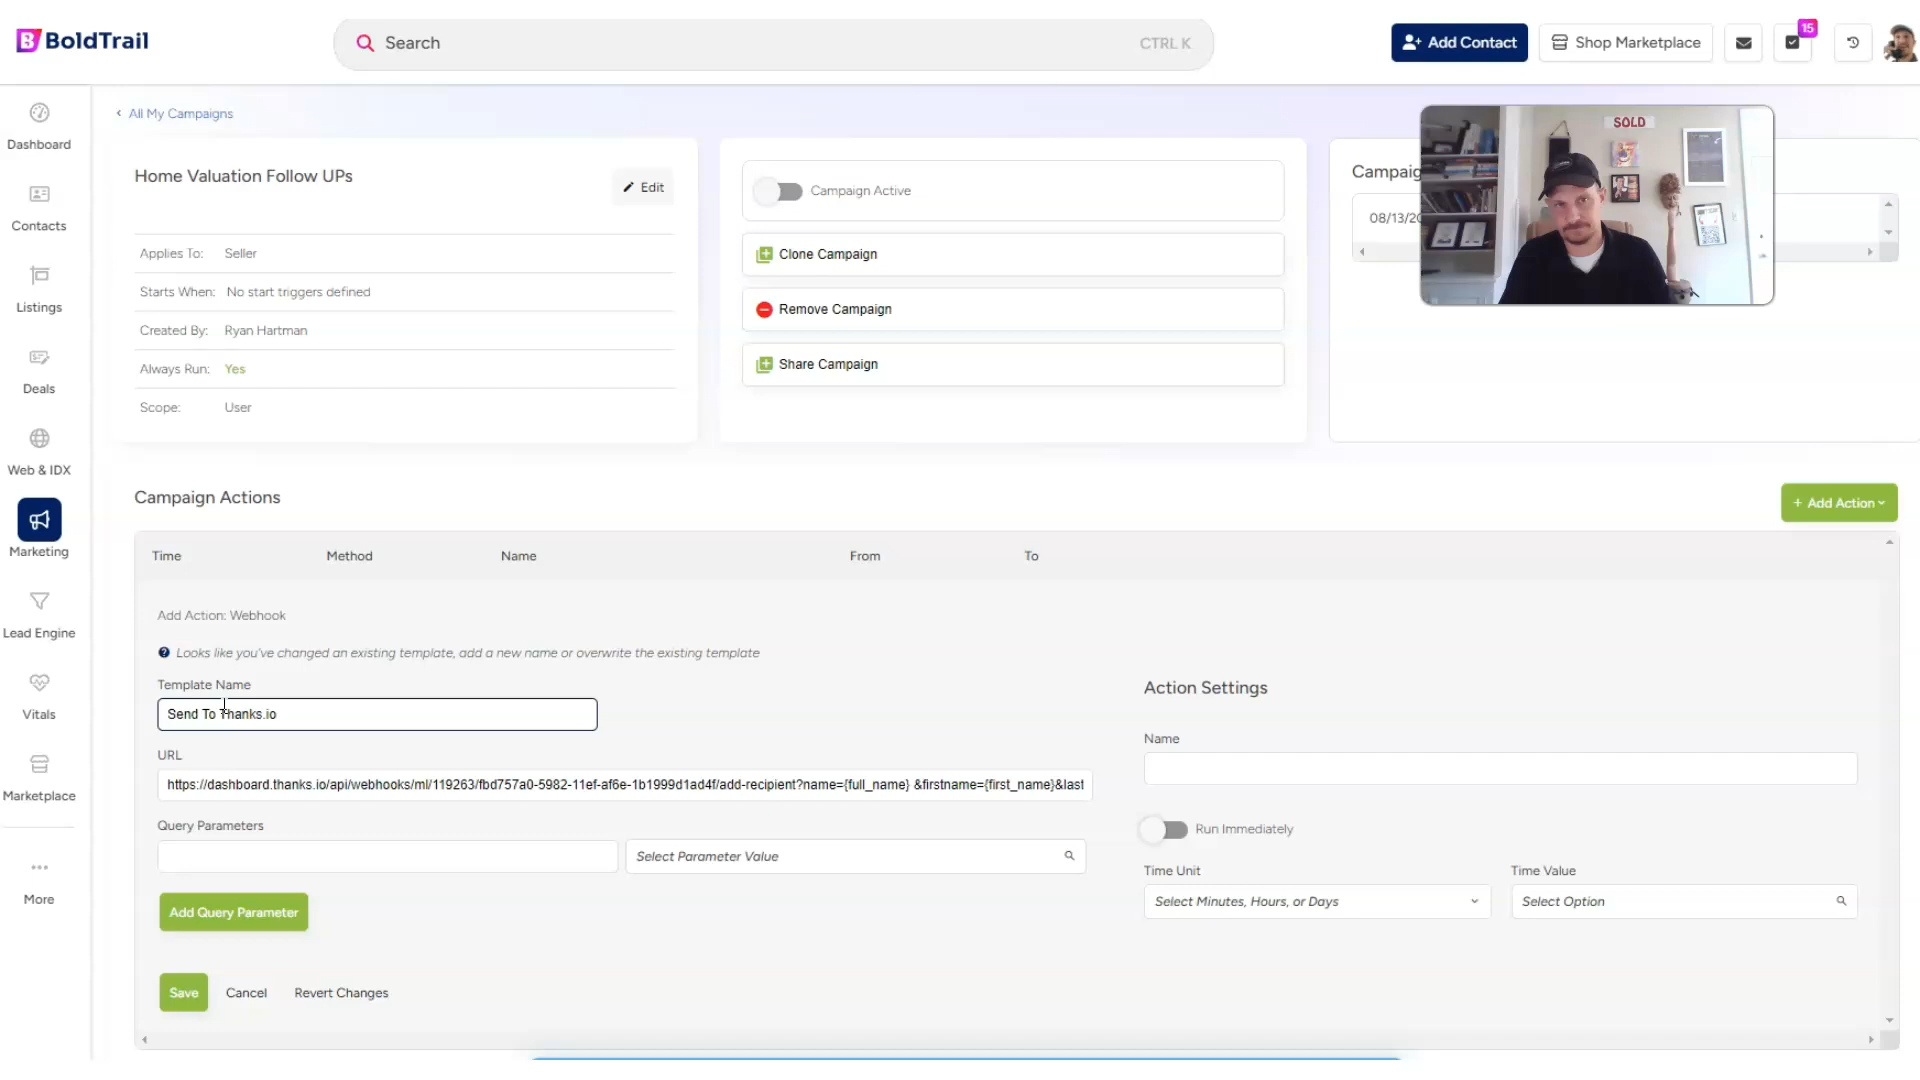 BoldTrail
Search
CTRL K
Add Contact
Shop Marketplace
15
Dashboard
Contacts
Listings
Deals
Web & IDX
Marketing
Lead Engine
Vitals
Marketplace
More
All My Campaigns
Home Valuation Follow UPs
Edit
Applies To: Seller
Starts When: No start triggers defined
Created By: Ryan Hartman
Always Run: Yes
Scope: User
Campaign Active
Clone Campaign
Remove Campaign
Share Campaign
Campaig
08/13/20
SOLD
Campaign Actions
+ Add Action
Time Method Name From To
Add Action: Webhook
Looks like you've changed an existing template, add a new name or overwrite the existing template
Template Name
Send To Thanks.io
URL
https://dashboard.thanks.io/api/webhooks/ml/119263/fbd757a0-5982-11ef-af6e-1b1999d1ad4f/add-recipient?name={full_name} &firstname={first_name}&last
Query Parameters
Select Parameter Value
Add Query Parameter
Save
Cancel
Revert Changes
Action Settings
Name
Run Immediately
Time Unit
Time Value
Select Minutes, Hours, or Days
Select Option